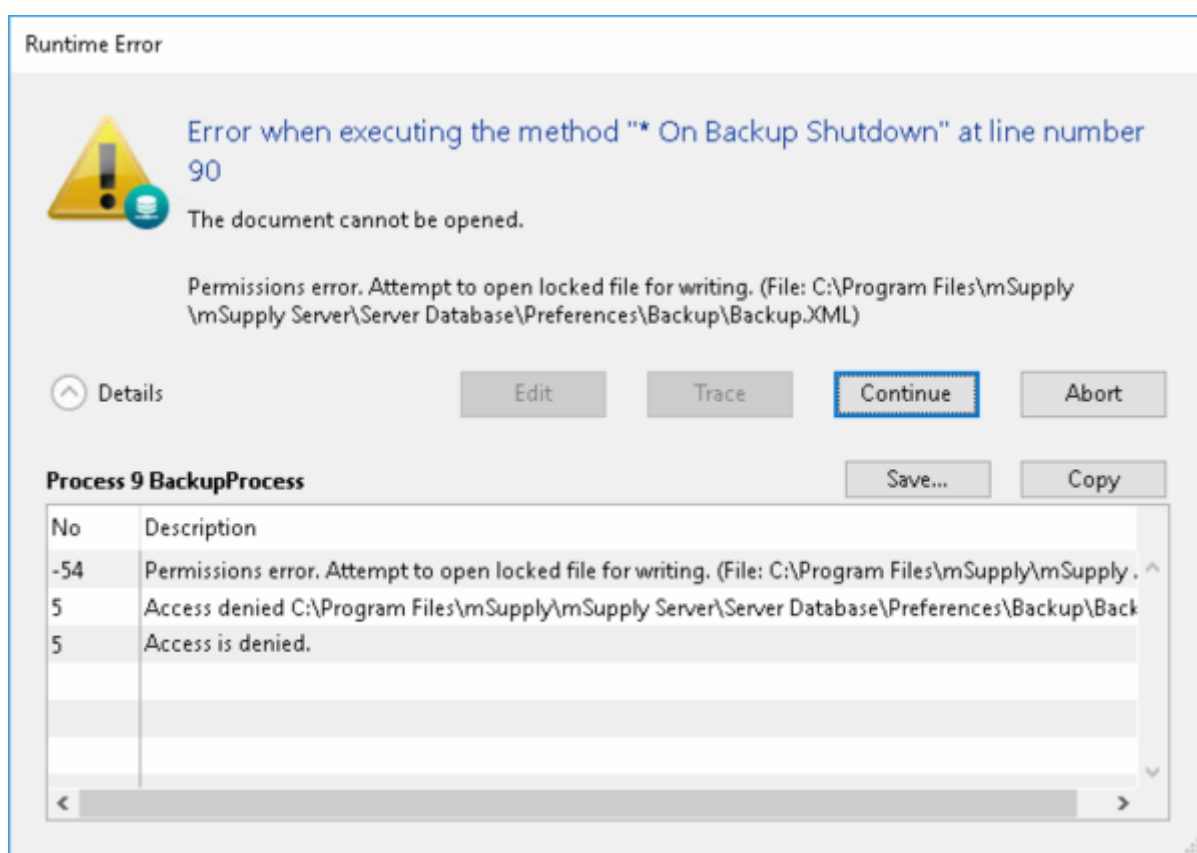 Runtime Error
Error when executing the method "* On Backup Shutdown" at line number
90
The document cannot be opened.
Permissions error. Attempt to open locked file for writing. (File: C:\Program Files\mSupply
\mSupply Server\Server Database\Preferences\Backup\Backup.XML)
Details
Edit
Trace
Continue
Abort
Process 9 BackupProcess
Save...
Copy
No Description
-54 Permissions error. Attempt to open locked file for writing. (File: C:\Program Files\mSupply\mSupply .
5 Access denied C:\Program Files\mSupply\mSupply Server\Server Database\Preferences\Backup\Back
5 Access is denied.